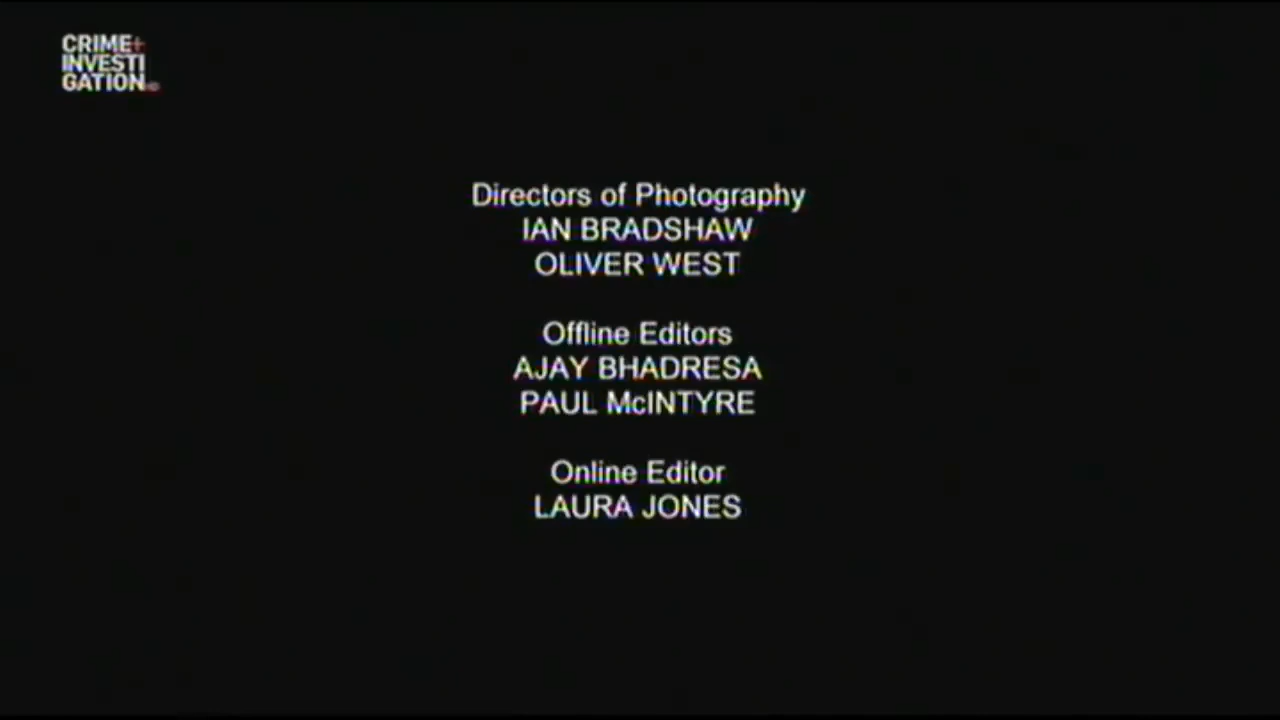 CRIME+
INVESTI
GATION
Directors of Photography
IAN BRADSHAW
OLIVER WEST
Offline Editors
AJAY BHADRESA
PAUL McINTYRE
Online Editor
LAURA JONES